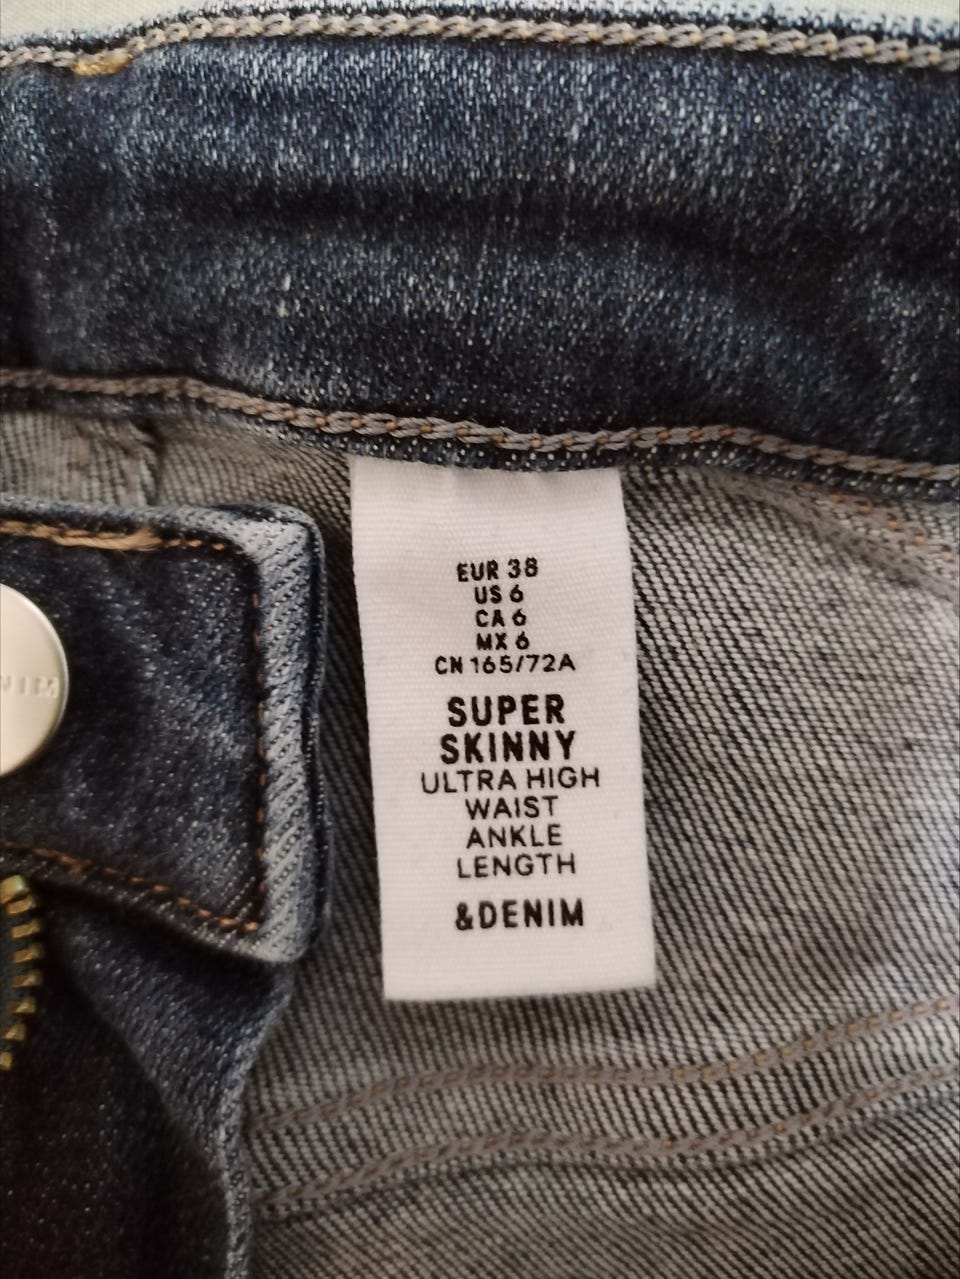 EUR 38
US 6
CA 6
MX 6
CN 165/72A
SUPER
SKINNY
ULTRA HIGH
WAIST
ANKLE
LENGTH
&DENIM